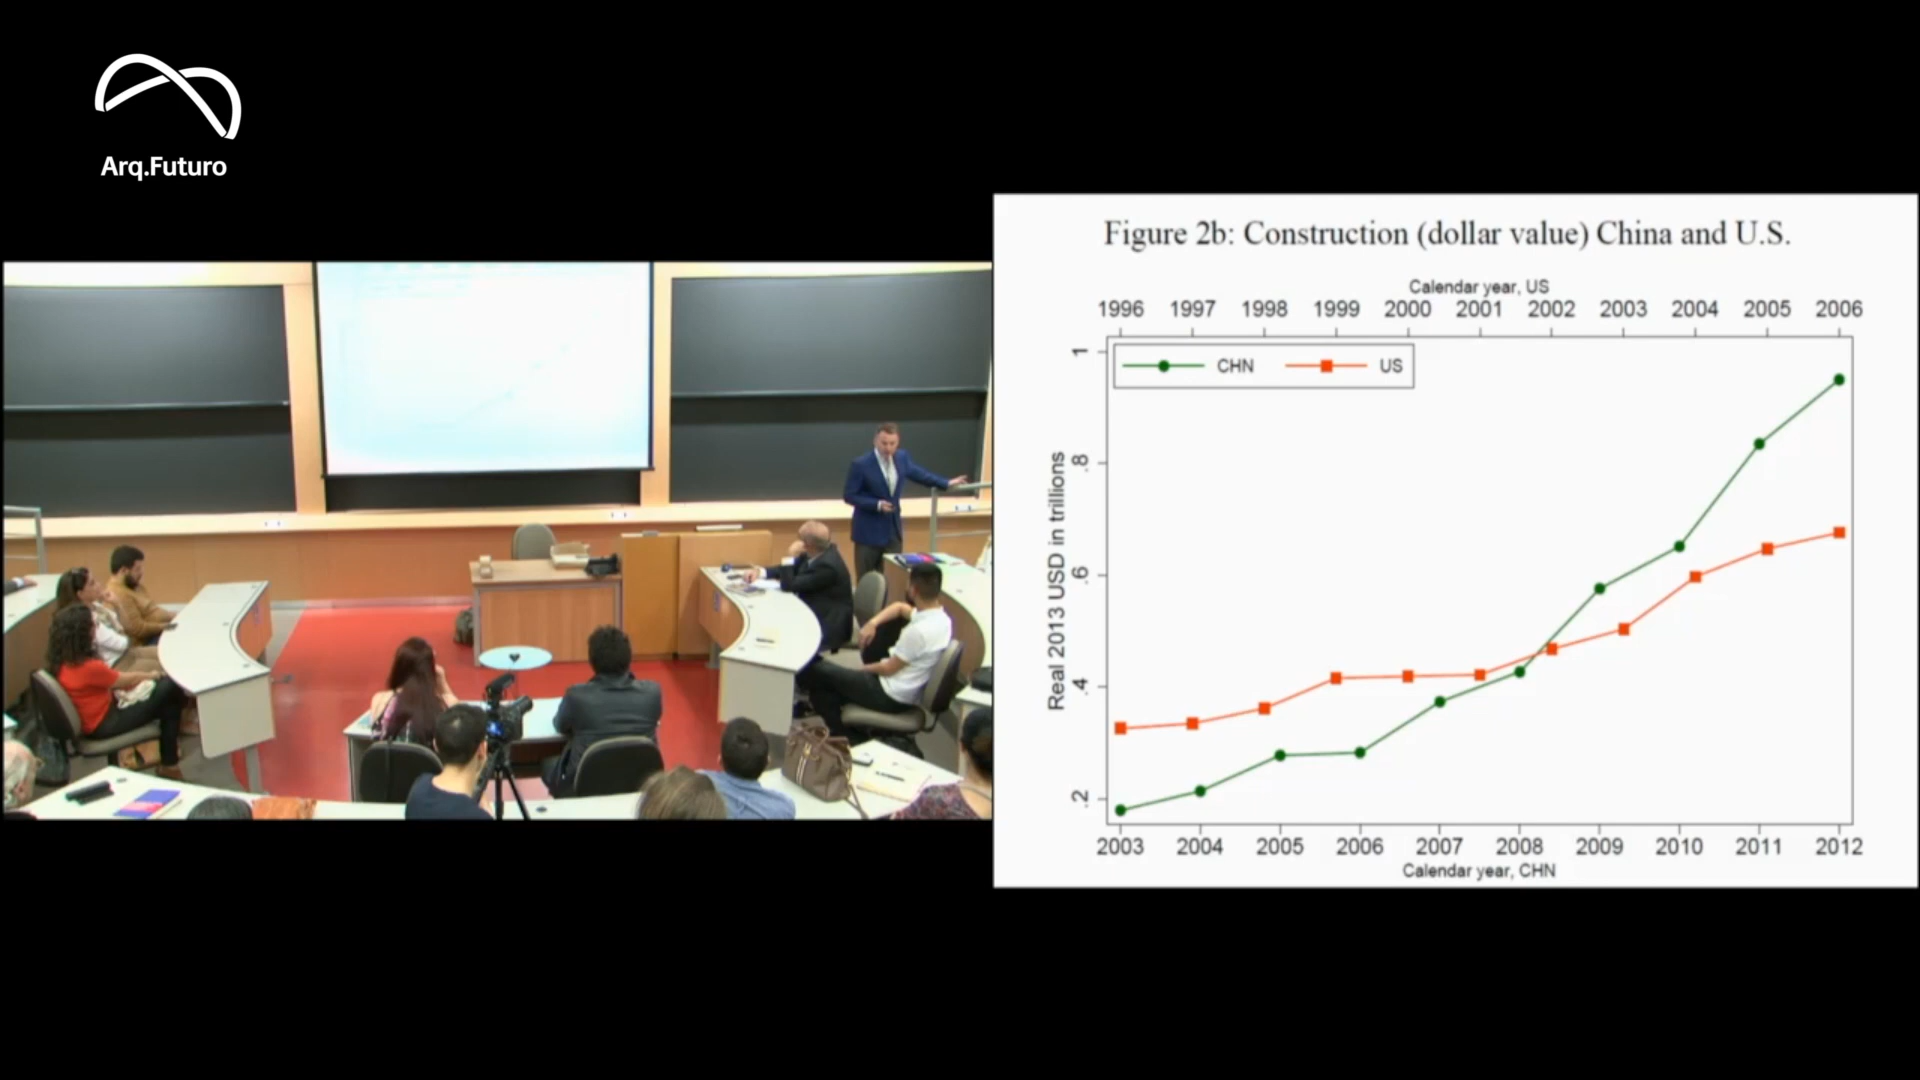 Arq.Futuro
Figure 2b: Construction (dollar value) China and U.S.
Calendar year, US
1996 1997 1998 1999 2000 2001 2002 2003 2004 2005 2006
CHN US
1
.8
.6
.4
.2
Real 2013 USD in trillions
2003 2004 2005 2006 2007 2008 2009 2010 2011 2012
Calendar year, CHN